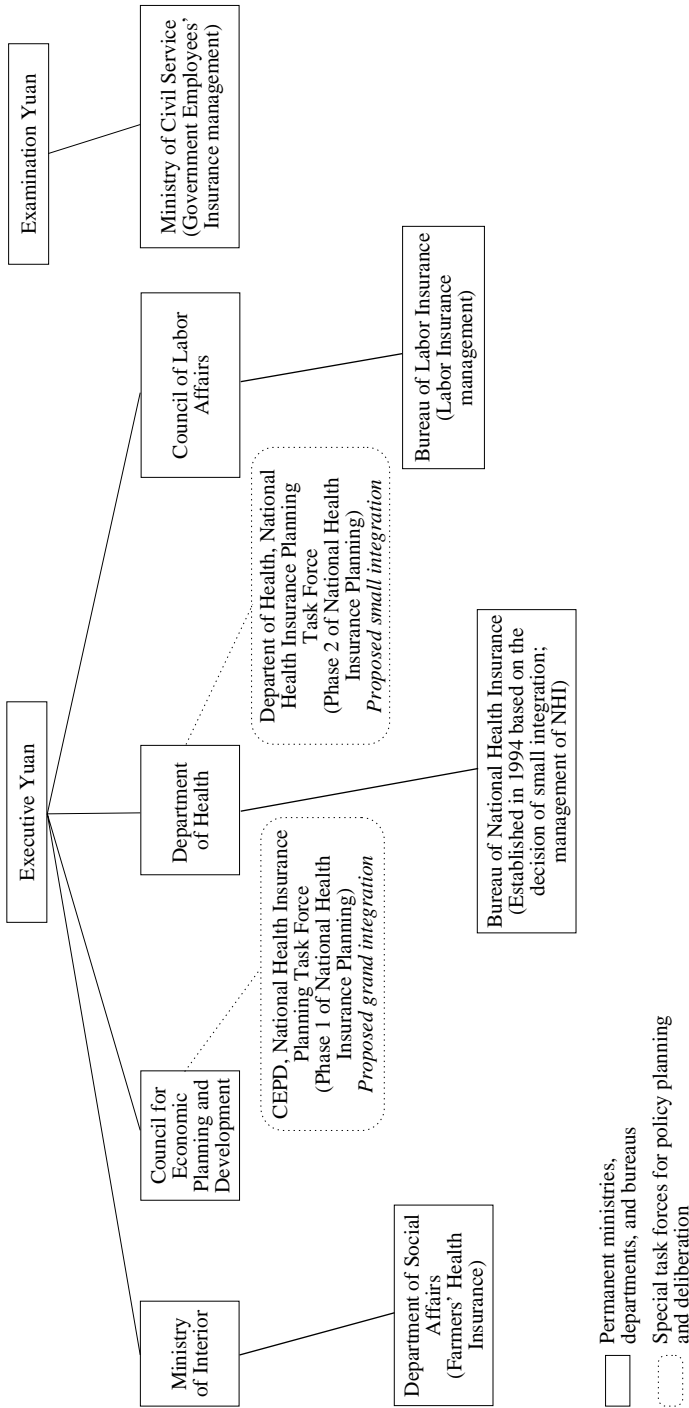 Executive Yuan
Examination Yuan
Ministry
of Interior
Council for
Economic
Planning and
Development
Department
of Health
Council of Labor
Affairs
Ministry of Civil Service
(Government Employees'
Insurance management)
CEPD, National Health Insurance
Planning Task Force
(Phase 1 of National Health
Insurance Planning)
Proposed grand integration
Departent of Health, National
Health Insurance Planning
Task Force
(Phase 2 of National Health
Insurance Planning)
Proposed small integration
Department of Social
Affairs
(Farmers' Health
Insurance)
Bureau of National Health Insurance
(Established in 1994 based on the
decision of small integration;
management of NHI)
Bureau of Labor Insurance
(Labor Insurance
management)
Permanent ministries,
departments, and bureaus
Special task forces for policy planning
and deliberation